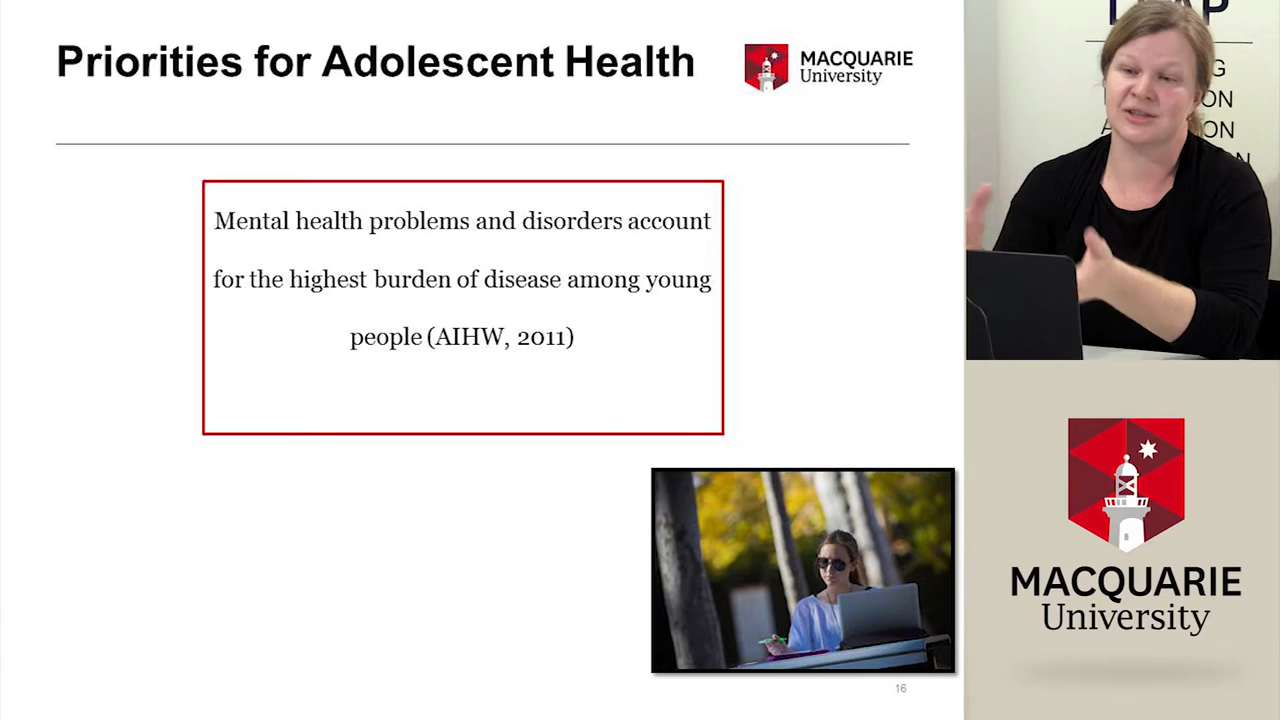 Priorities for Adolescent Health
MACQUARIE
University
Mental health problems and disorders account
for the highest burden of disease among young
people (AIHW, 2011)
16
MACQUARIE
University